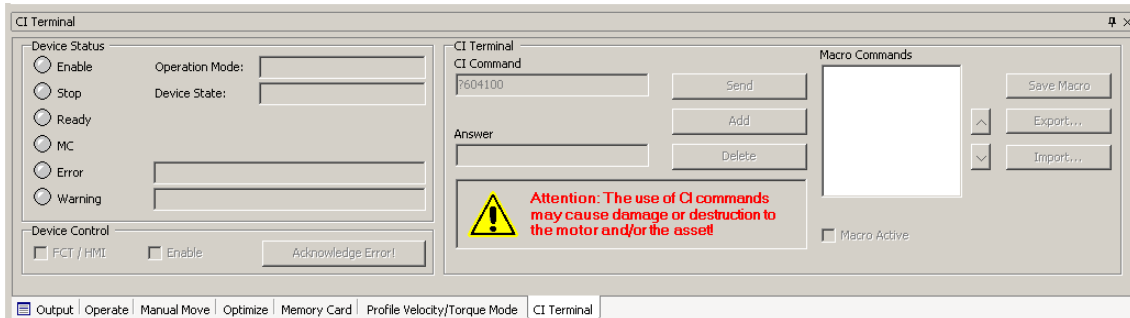 CI Terminal
Device Status
Enable Operation Mode:
Stop Device State:
Ready
MC
Error
Warning
Device Control
FCT / HMI Enable Acknowledge Error!
CI Terminal
CI Command
?604100 Send
Add
Answer
Delete
Attention: The use of CI commands
may cause damage or destruction to
the motor and/or the asset!
Macro Commands
Save Macro
Export...
Import...
Macro Active
Output Operate Manual Move Optimize Memory Card Profile Velocity/Torque Mode CI Terminal